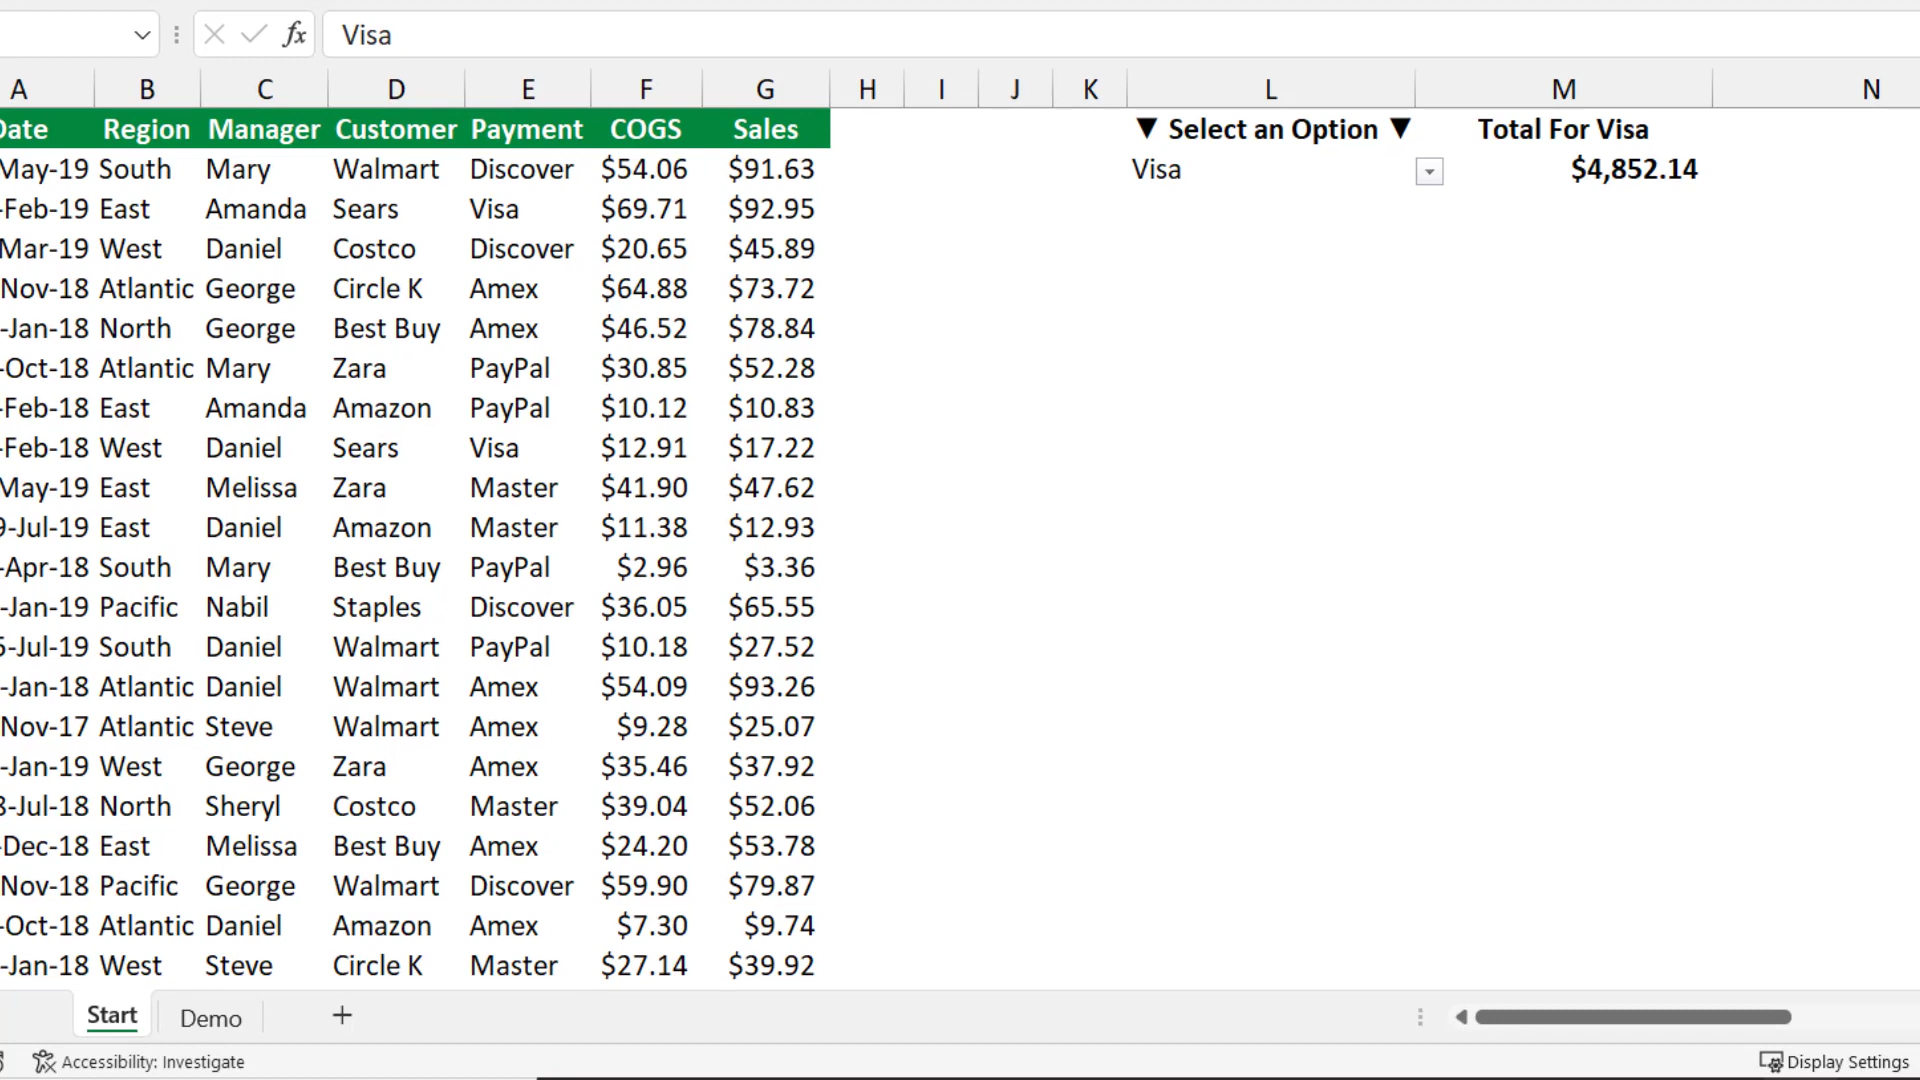 fx Visa
A B C D E F G H I J K L M N
Date Region Manager Customer Payment COGS Sales ▼ Select an Option ▼ Total For Visa
May-19 South Mary Walmart Discover $54.06 $91.63 Visa $4,852.14
-Feb-19 East Amanda Sears Visa $69.71 $92.95
Mar-19 West Daniel Costco Discover $20.65 $45.89
Nov-18 Atlantic George Circle K Amex $64.88 $73.72
-Jan-18 North George Best Buy Amex $46.52 $78.84
-Oct-18 Atlantic Mary Zara PayPal $30.85 $52.28
-Feb-18 East Amanda Amazon PayPal $10.12 $10.83
-Feb-18 West Daniel Sears Visa $12.91 $17.22
May-19 East Melissa Zara Master $41.90 $47.62
9-Jul-19 East Daniel Amazon Master $11.38 $12.93
-Apr-18 South Mary Best Buy PayPal $2.96 $3.36
-Jan-19 Pacific Nabil Staples Discover $36.05 $65.55
-Jul-19 South Daniel Walmart PayPal $10.18 $27.52
-Jan-18 Atlantic Daniel Walmart Amex $54.09 $93.26
Nov-17 Atlantic Steve Walmart Amex $9.28 $25.07
-Jan-19 West George Zara Amex $35.46 $37.92
-Jul-18 North Sheryl Costco Master $39.04 $52.06
-Dec-18 East Melissa Best Buy Amex $24.20 $53.78
Nov-18 Pacific George Walmart Discover $59.90 $79.87
-Oct-18 Atlantic Daniel Amazon Amex $7.30 $9.74
-Jan-18 West Steve Circle K Master $27.14 $39.92
Start Demo +
Accessibility: Investigate Display Settings